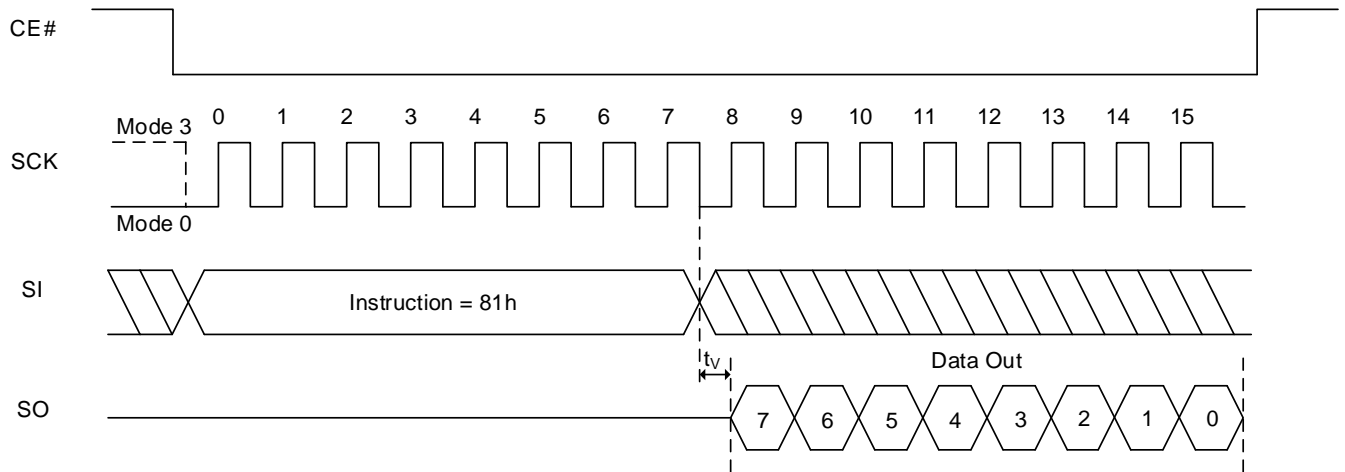 CE#
Mode 3 0 1 2 3 4 5 6 7 8 9 10 11 12 13 14 15
SCK
Mode 0
SI
Instruction = 81h
tV
Data Out
SO
7 6 5 4 3 2 1 0